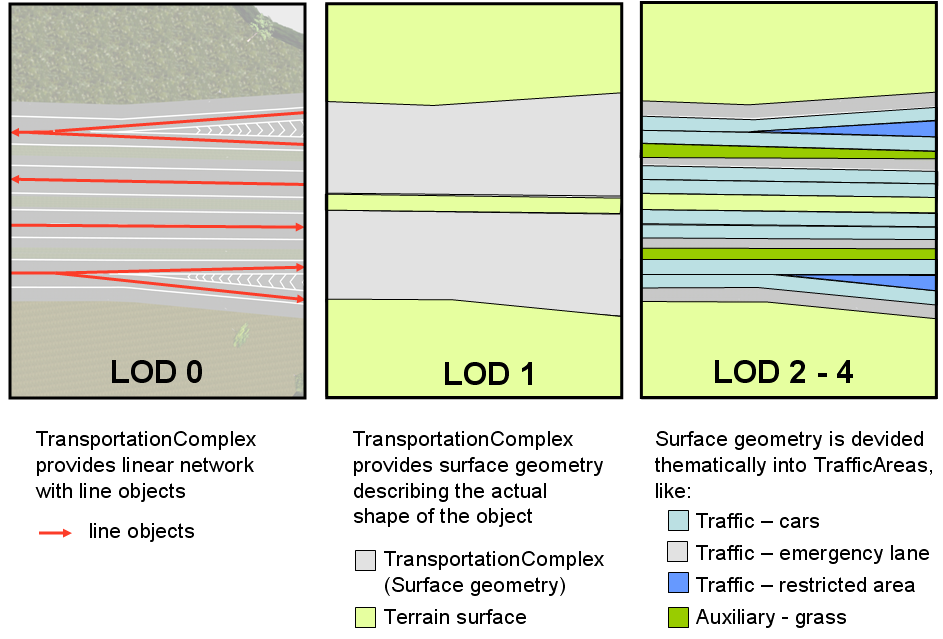 LOD 0
LOD 1
LOD 2 - 4
TransportationComplex
provides linear network
with line objects
line objects
TransportationComplex
provides surface geometry
describing the actual
shape of the object
TransportationComplex
(Surface geometry)
Terrain surface
Surface geometry is devided
thematically into TrafficAreas,
like:
Traffic – cars
Traffic – emergency lane
Traffic – restricted area
Auxiliary - grass